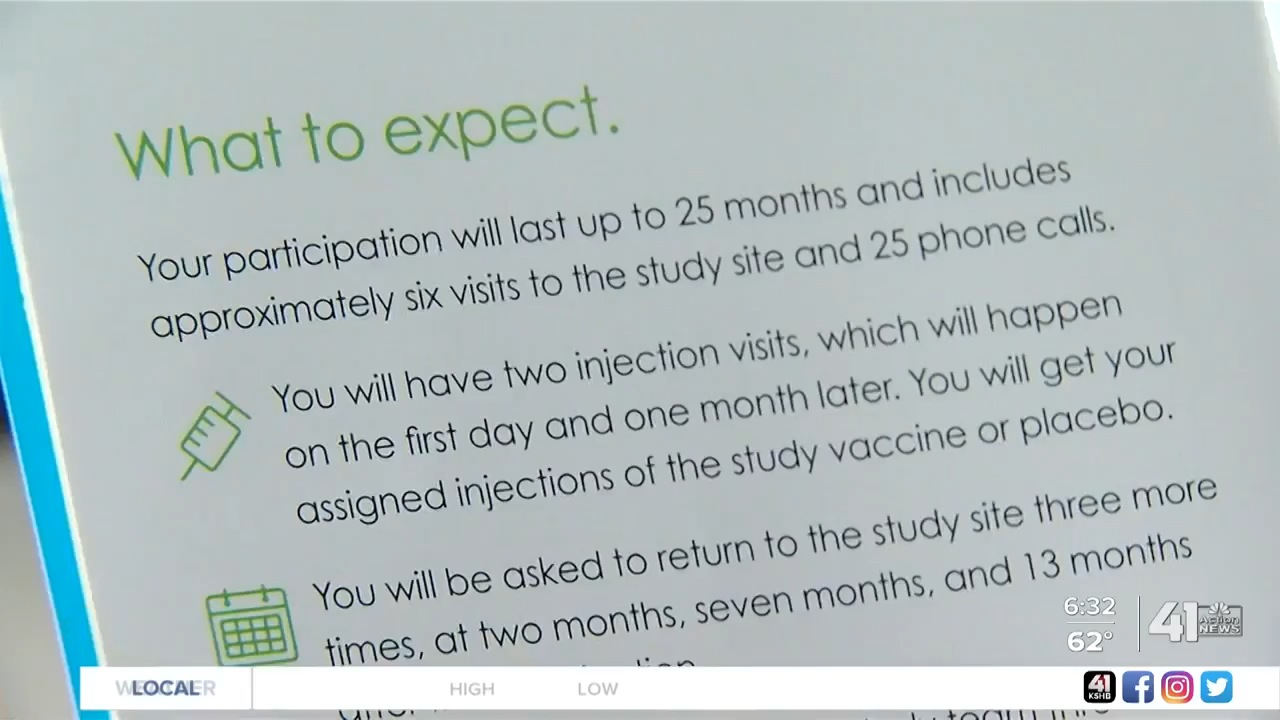 What to expect.
Your participation will last up to 25 months and includes
approximately six visits to the study site and 25 phone calls.
You will have two injection visits, which will happen
on the first day and one month later. You will get your
assigned injections of the study vaccine or placebo.
You will be asked to return to the study site three more
times, at two months, seven months, and 13 months
6:32
62°
41 Action NEWS
LOCAL
HIGH LOW
41 KSHB